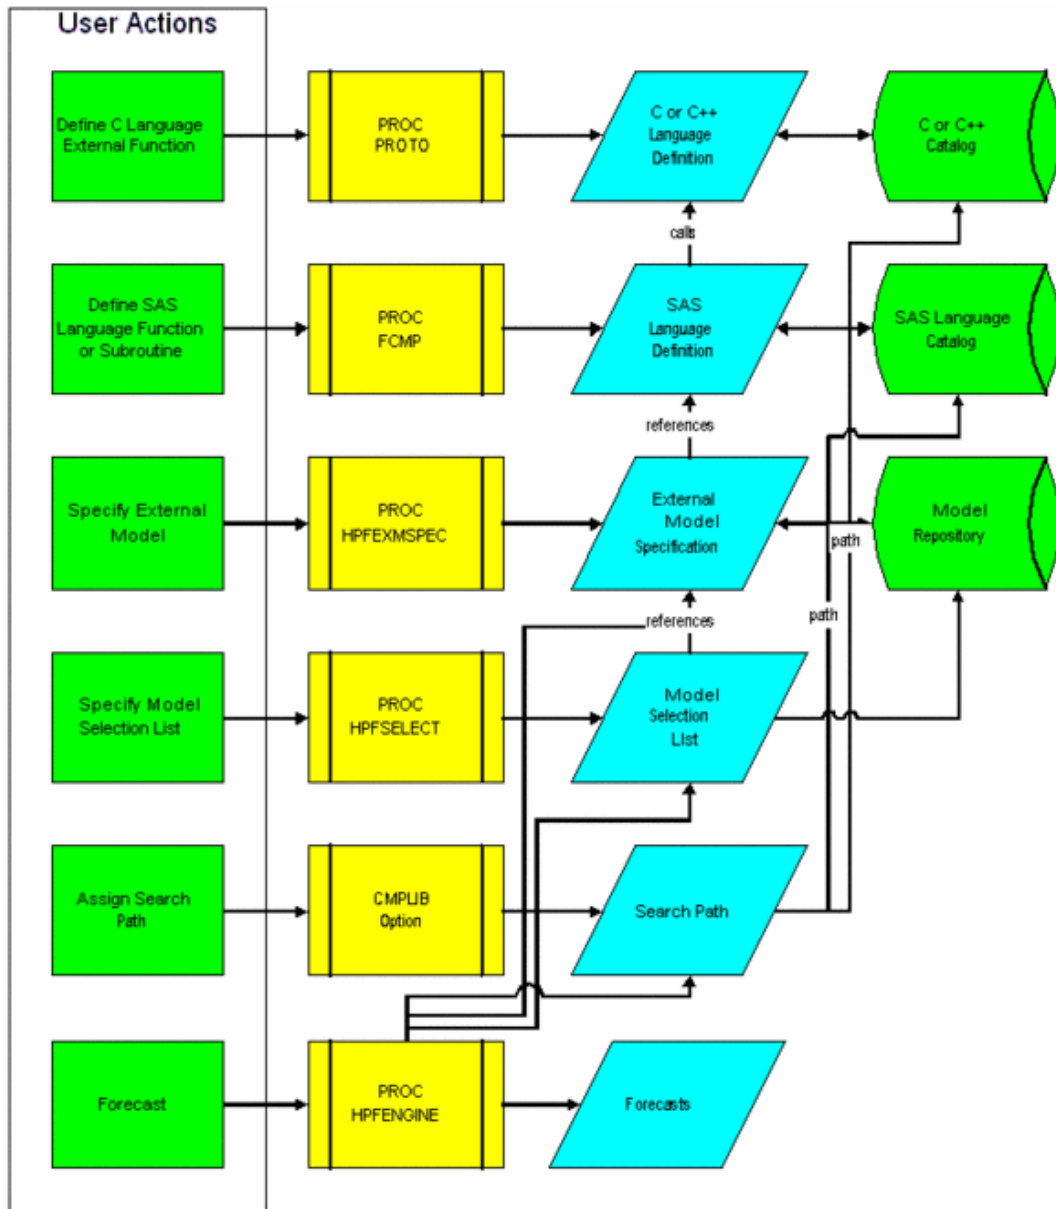 User Actions
Define C Language
External Function
PROC
PROTO
C or C++
Language
Definition
C or C++
Catalog
calls
Define SAS
Language Function
or Subroutine
PROC
FCMP
SAS
Language
Definition
SAS Language
Catalog
references
Specify External
Model
PROC
HPFEXMSPEC
External
Model
Specification
path
Model
Repository
path
references
Specify Model
Selection List
PROC
HPFSELECT
Model
Selection
List
Assign Search
Path
CMPLIB
Option
Search Path
Forecast
PROC
HPFENGINE
Forecasts